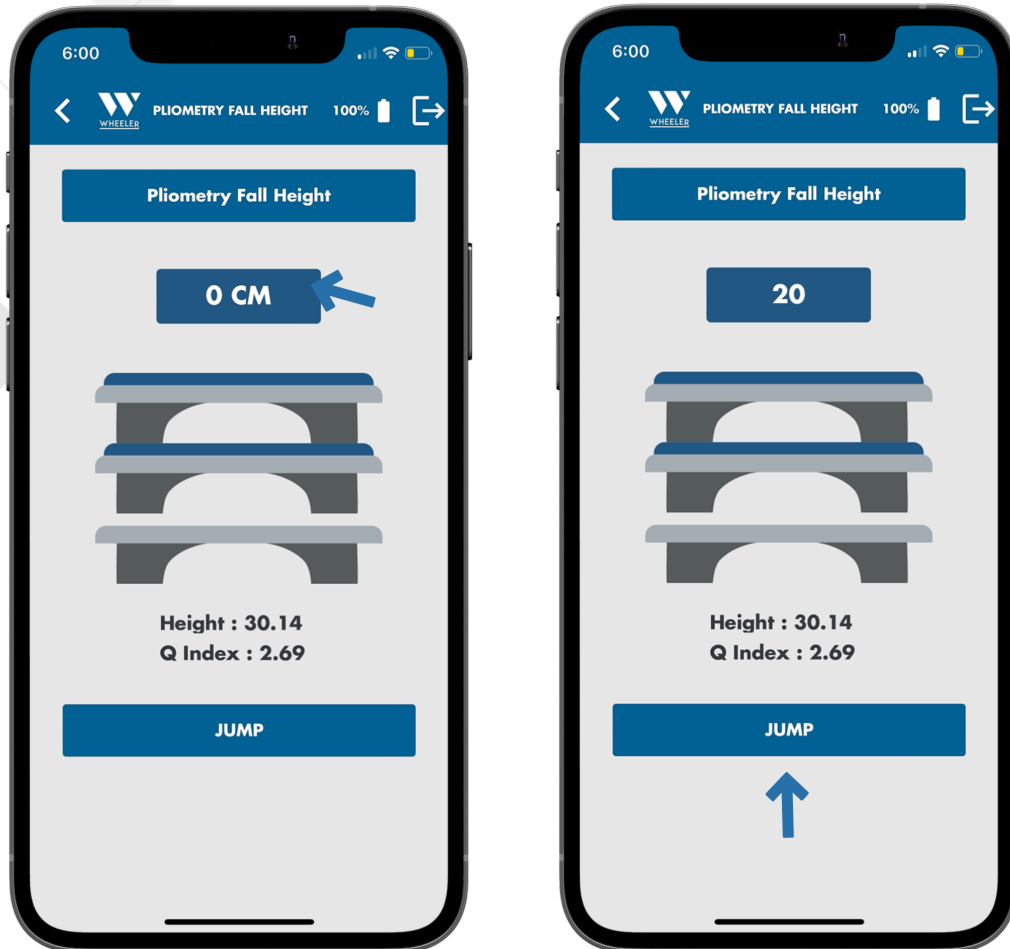 6:00
WHEELER
PLIOMETRY FALL HEIGHT
100%
Pliometry Fall Height
0 CM
Height : 30.14
Q Index : 2.69
JUMP
6:00
WHEELER
PLIOMETRY FALL HEIGHT
100%
Pliometry Fall Height
20
Height : 30.14
Q Index : 2.69
JUMP